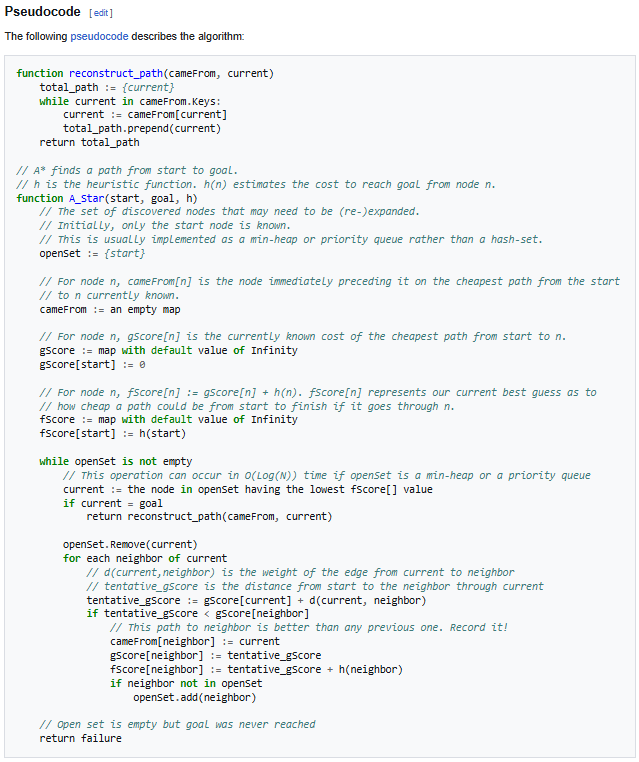 Pseudocode [edit]
The following pseudocode describes the algorithm:
function reconstruct_path(cameFrom, current)
    total_path := {current}
    while current in cameFrom.Keys:
        current := cameFrom[current]
        total_path.prepend(current)
    return total_path
// A* finds a path from start to goal.
// h is the heuristic function. h(n) estimates the cost to reach goal from node n.
function A_Star(start, goal, h)
    // The set of discovered nodes that may need to be (re-)expanded.
    // Initially, only the start node is known.
    // This is usually implemented as a min-heap or priority queue rather than a hash-set.
    openSet := {start}
    // For node n, cameFrom[n] is the node immediately preceding it on the cheapest path from the start
    // to n currently known.
    cameFrom := an empty map
    // For node n, gScore[n] is the currently known cost of the cheapest path from start to n.
    gScore := map with default value of Infinity
    gScore[start] := 0
    // For node n, fScore[n] := gScore[n] + h(n). fScore[n] represents our current best guess as to
    // how cheap a path could be from start to finish if it goes through n.
    fScore := map with default value of Infinity
    fScore[start] := h(start)
    while openSet is not empty
        // This operation can occur in O(Log(N)) time if openSet is a min-heap or a priority queue
        current := the node in openSet having the lowest fScore[] value
        if current = goal
            return reconstruct_path(cameFrom, current)
        openSet.Remove(current)
        for each neighbor of current
            // d(current,neighbor) is the weight of the edge from current to neighbor
            // tentative_gScore is the distance from start to the neighbor through current
            tentative_gScore := gScore[current] + d(current, neighbor)
            if tentative_gScore < gScore[neighbor]
                // This path to neighbor is better than any previous one. Record it!
                cameFrom[neighbor] := current
                gScore[neighbor] := tentative_gScore
                fScore[neighbor] := tentative_gScore + h(neighbor)
                if neighbor not in openSet
                    openSet.add(neighbor)
    // Open set is empty but goal was never reached
    return failure